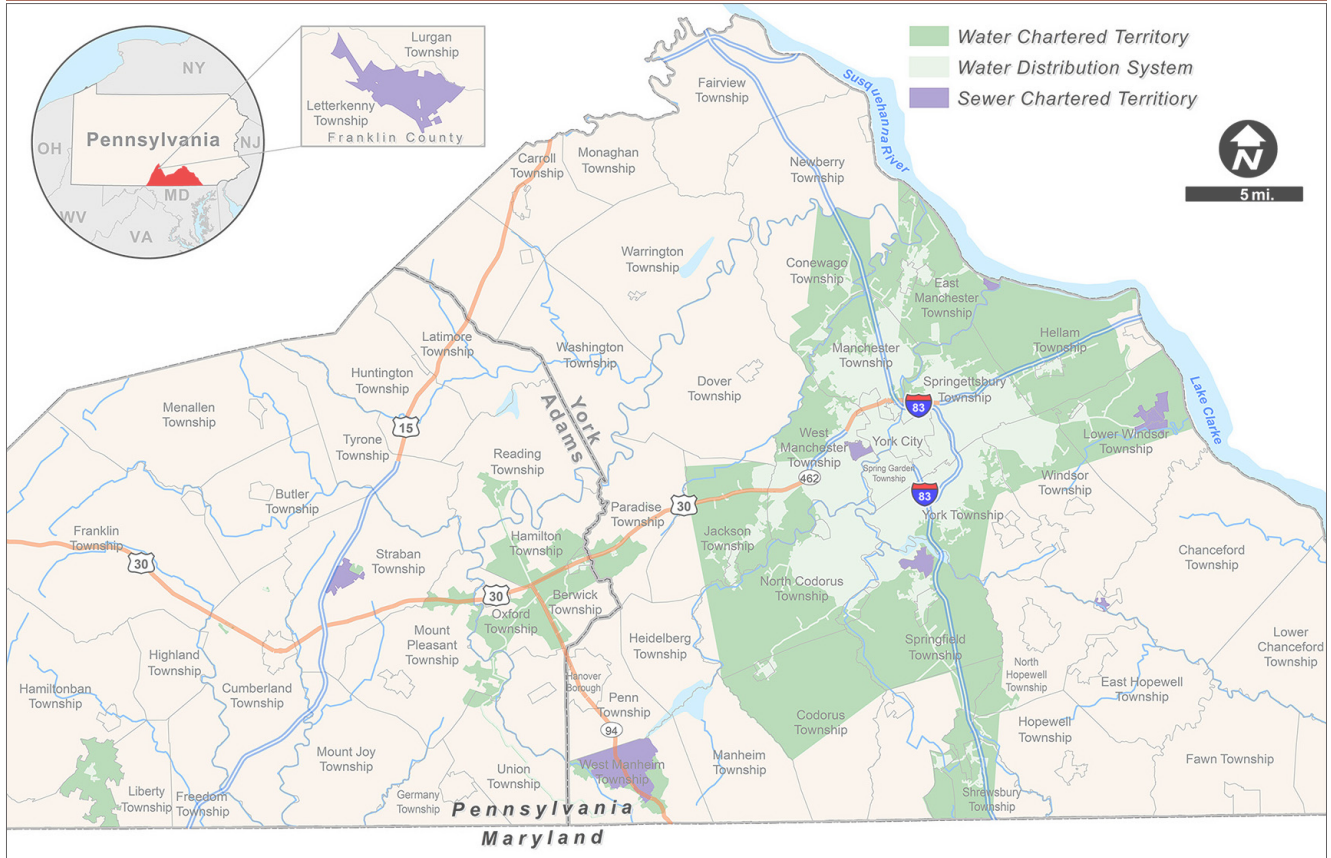 NY
OH
Pennsylvania
NJ
MD
WV
VA
Lurgan
Township
Letterkenny
Township
Franklin County
Water Chartered Territory
Water Distribution System
Sewer Chartered Territiory
N
5 mi.
Susquehanna River
Lake Clarke
Fairview
Township
Carroll
Township
Monaghan
Township
Newberry
Township
Warrington
Township
Conewago
Township
East
Manchester
Township
Hellam
Township
Latimore
Township
Washington
Township
Manchester
Township
Springettsbury
Township
Huntington
Township
Dover
Township
Menallen
Township
York
Adams
15
83
Tyrone
Township
West
Manchester
Township
York City
Lower Windsor
Township
Reading
Township
Spring Garden
Township
462
Windsor
Township
Butler
Township
83
Paradise
Township
30
York Township
Franklin
Township
30
Straban
Township
Hamilton
Township
Jackson
Township
Chanceford
Township
30
Berwick
Township
North Codorus
Township
Oxford
Township
Mount
Pleasant
Township
Heidelberg
Township
Springfield
Township
Lower
Chanceford
Township
Highland
Township
North
Hopewell
Township
Hamiltonban
Township
Cumberland
Township
Hanover
Borough
East Hopewell
Township
Penn
Township
Codorus
Township
Hopewell
Township
94
Mount Joy
Township
Manheim
Township
Fawn Township
West Manheim
Township
Union
Township
Liberty
Township
Freedom
Township
Germany
Township
Shrewsbury
Township
Pennsylvania
Maryland